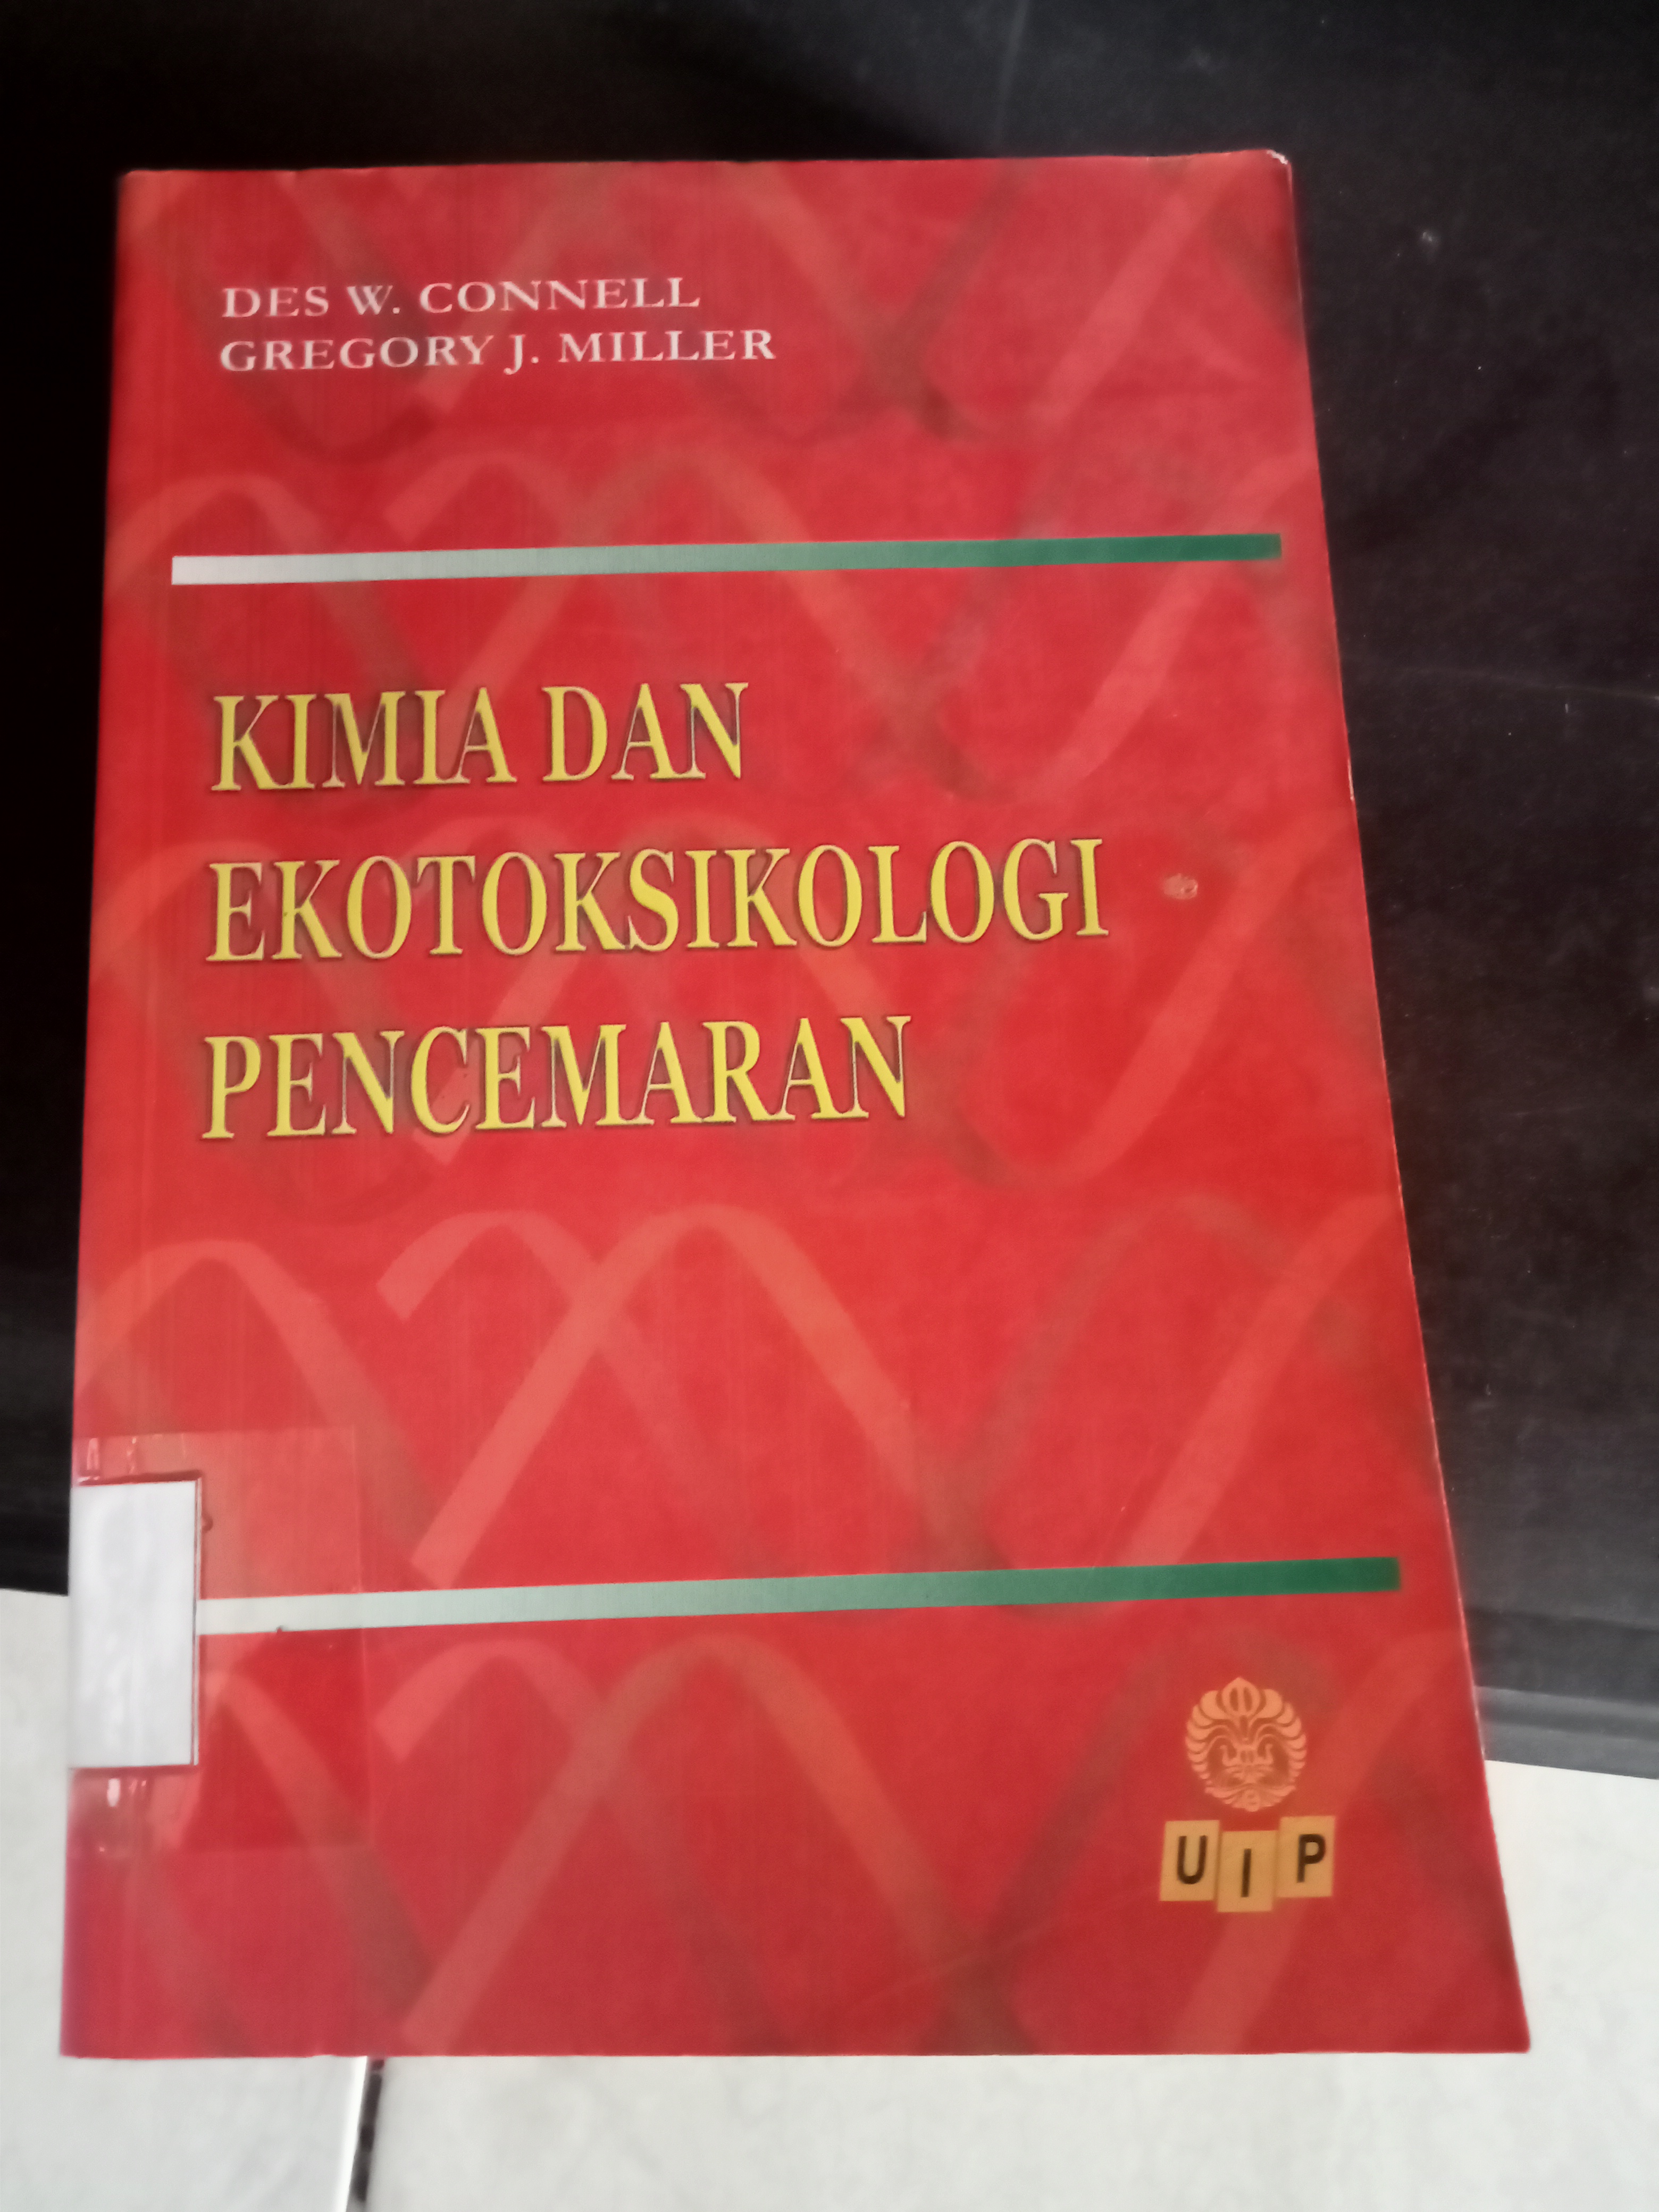 DES W. CONNELL
GREGORY J. MILLER
KIMIA DAN
EKOTOKSIKOLOGI
PENCEMARAN
UIP